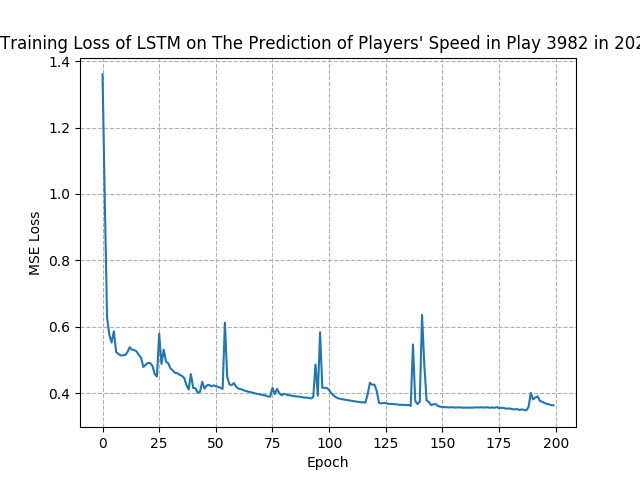 Training Loss of LSTM on The Prediction of Players' Speed in Play 3982 in 202
1.4
1.2
1.0
0.8
0.6
0.4
MSE Loss
0 25 50 75 100 125 150 175 200
Epoch